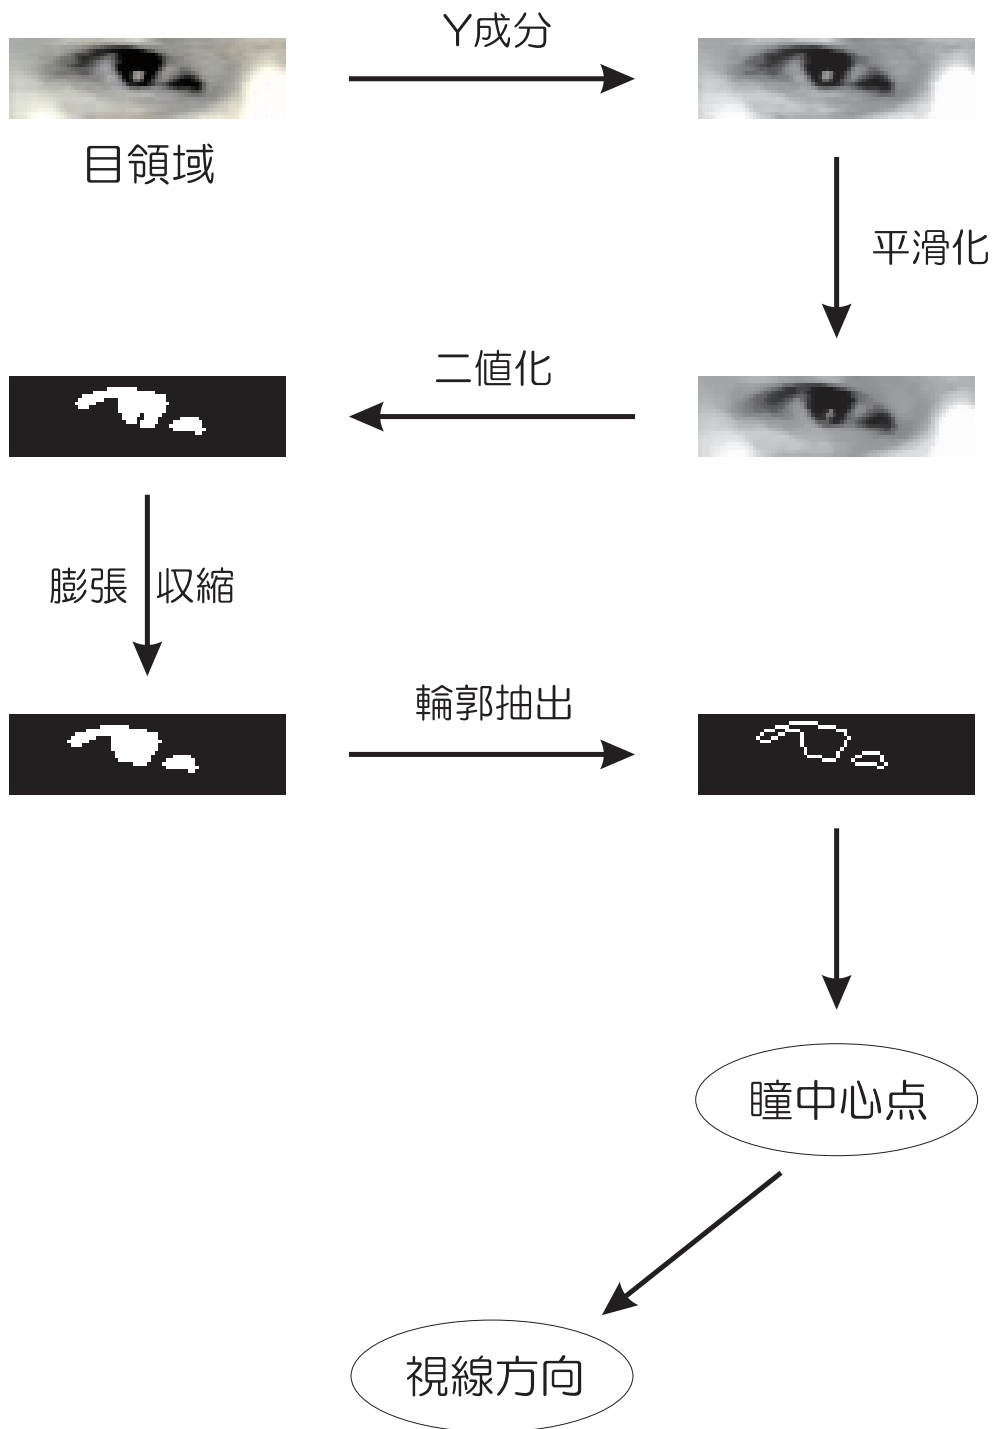 Y成分
目領域
平滑化
二値化
膨張 収縮
輪郭抽出
瞳中心点
視線方向